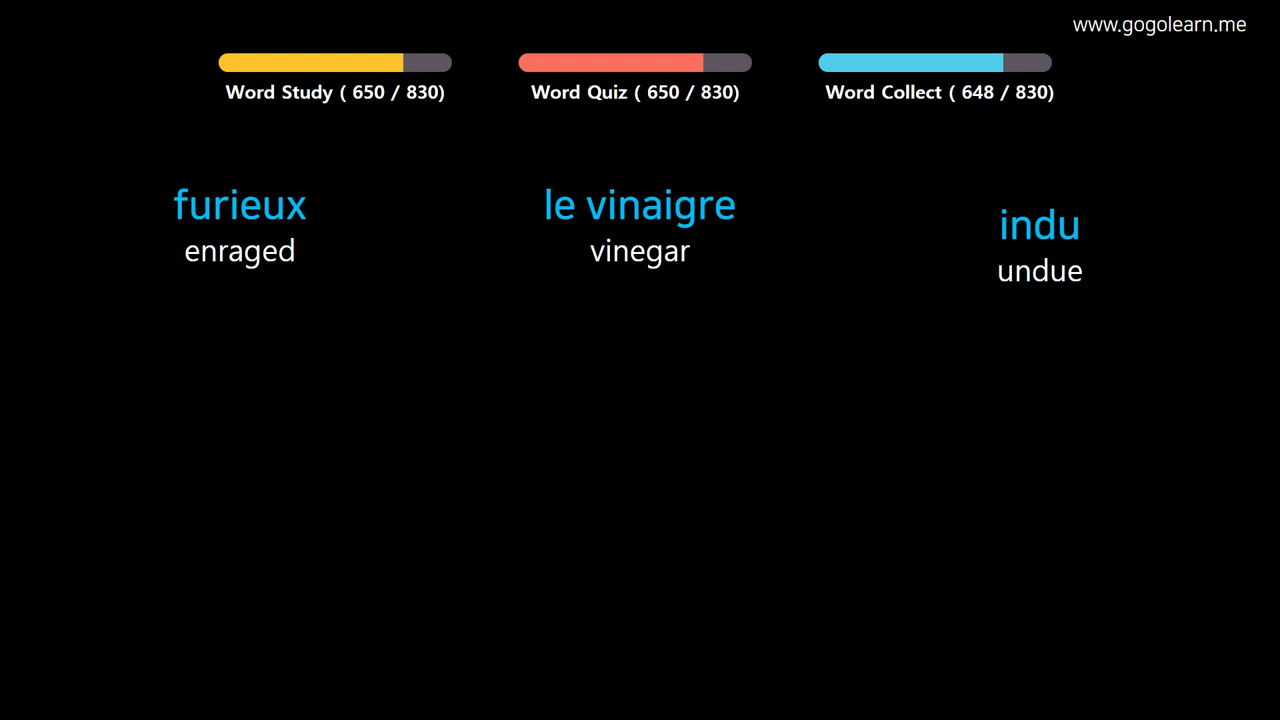 www.gogolearn.me
Word Study ( 650 / 830)
Word Quiz ( 650 / 830)
Word Collect ( 648 / 830)
furieux
enraged
le vinaigre
vinegar
indu
undue